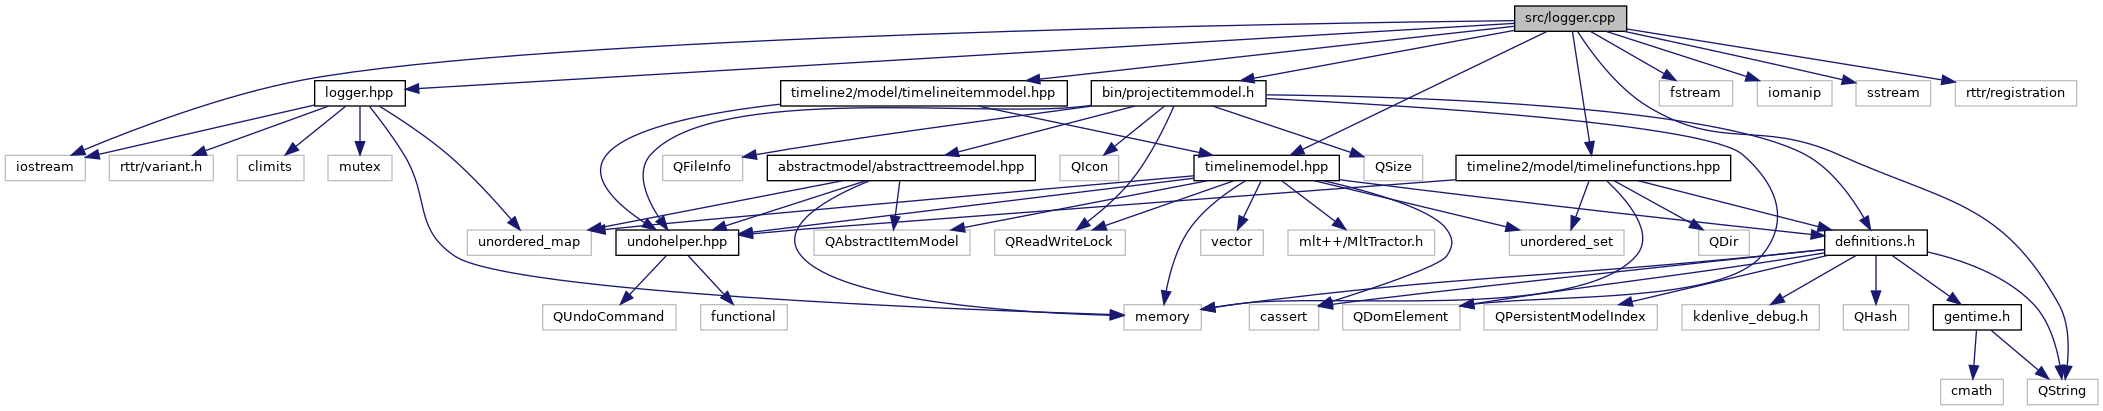 src/logger.cpp
logger.hpp
timeline2/model/timelineitemmodel.hpp
bin/projectitemmodel.h
fstream
iomanip
sstream
rttr/registration
iostream
rttr/variant.h
climits
mutex
QFileInfo
abstractmodel/abstracttreemodel.hpp
QIcon
timelinemodel.hpp
QSize
timeline2/model/timelinefunctions.hpp
unordered_map
undohelper.hpp
QAbstractItemModel
QReadWriteLock
vector
mlt++/MltTractor.h
unordered_set
QDir
definitions.h
QUndoCommand
functional
memory
cassert
QDomElement
QPersistentModelIndex
kdenlive_debug.h
QHash
gentime.h
cmath
QString